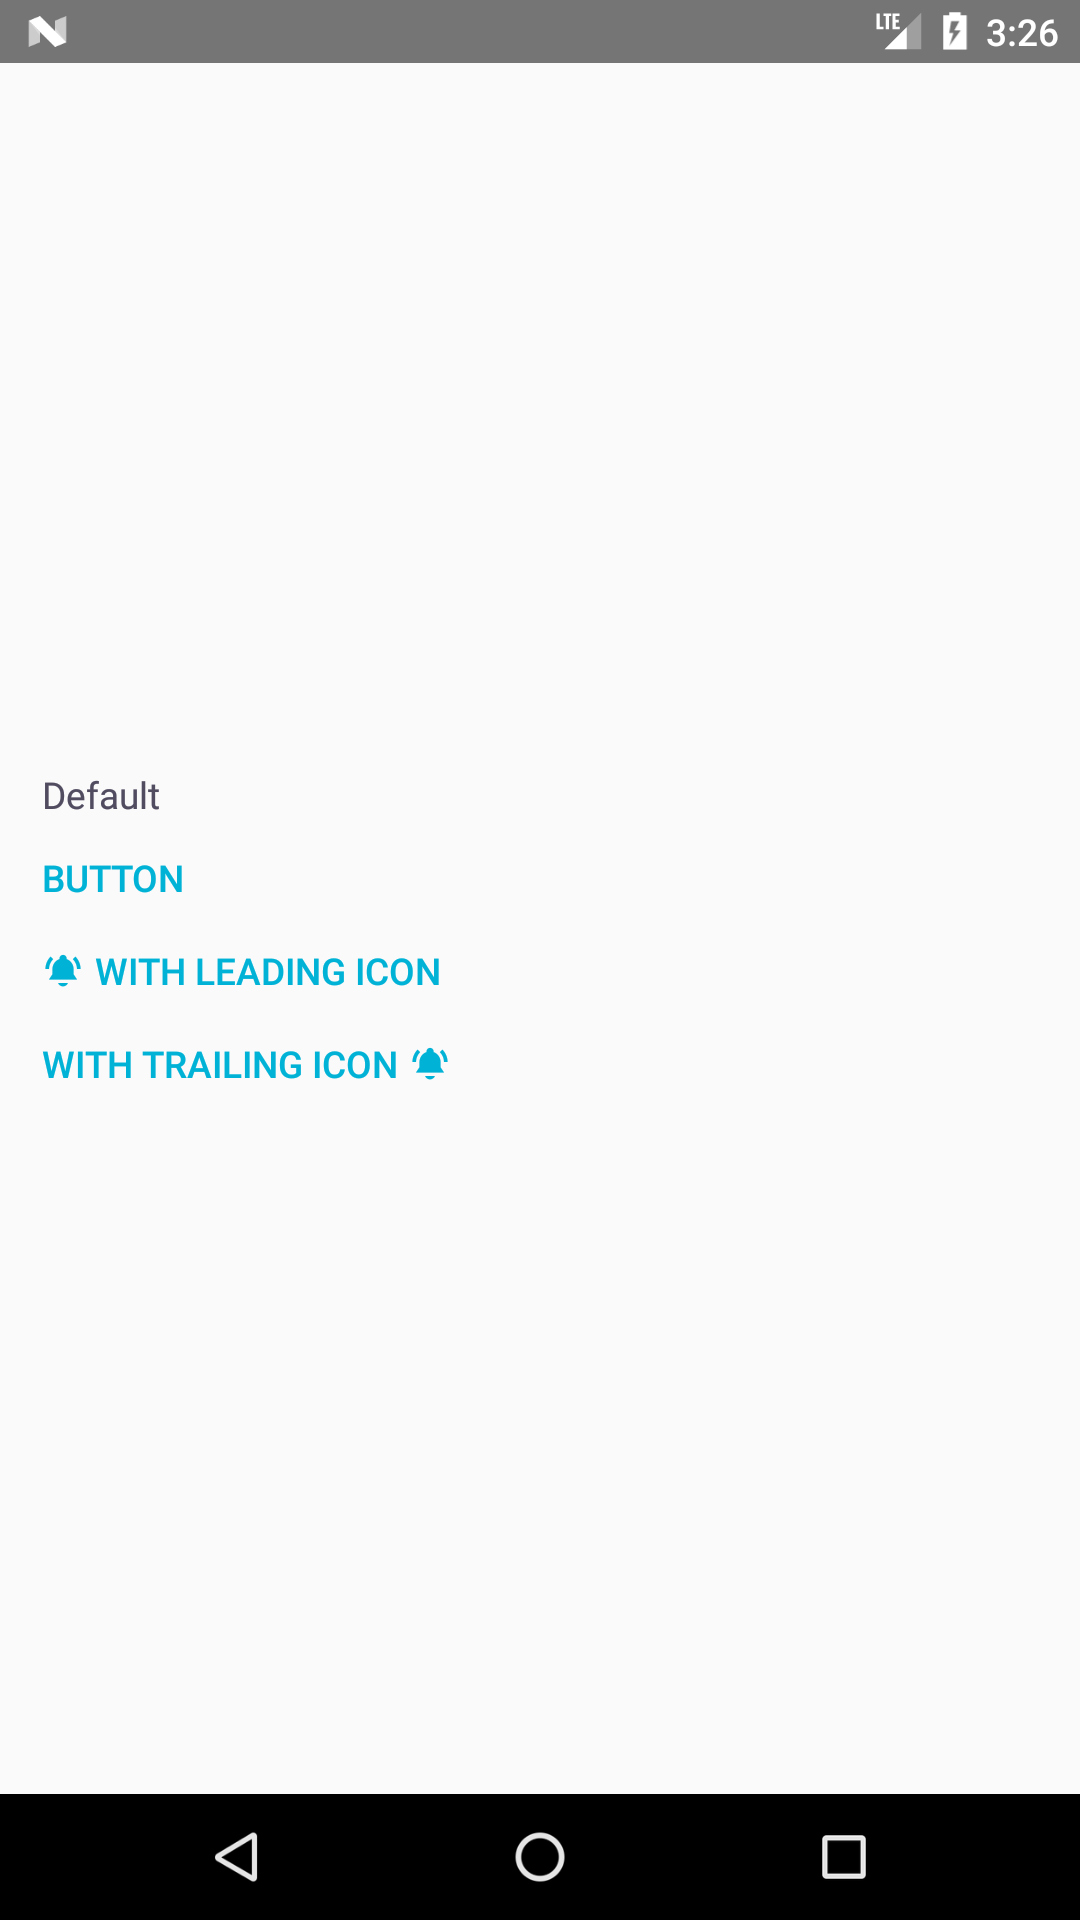 LTE 3:26
Default
BUTTON
WITH LEADING ICON
WITH TRAILING ICON